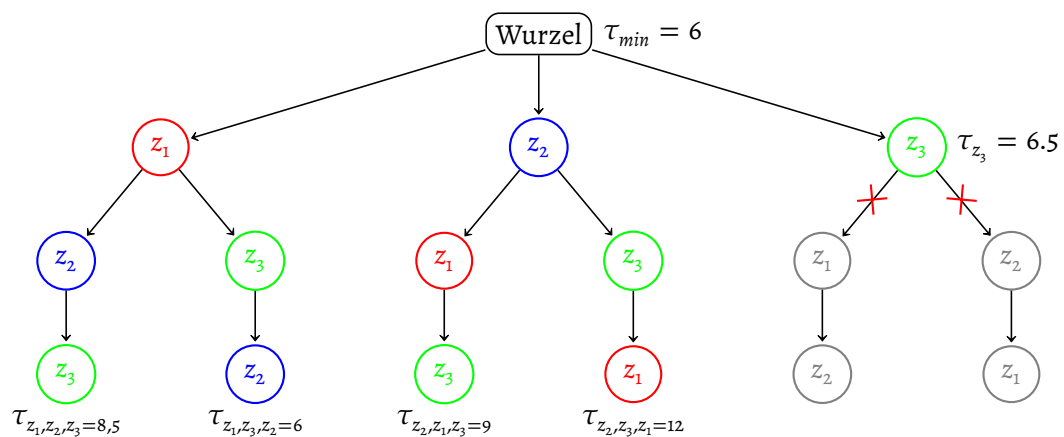 Wurzel τ_min = 6
z₁ z₂ z₃ τ_z₃ = 6.5
z₂ z₃ z₁ z₃ z₁ z₂
z₃ z₂ z₃ z₁ z₂ z₁
τ_z₁,z₂,z₃=8,5 τ_z₁,z₃,z₂=6 τ_z₂,z₁,z₃=9 τ_z₂,z₃,z₁=12